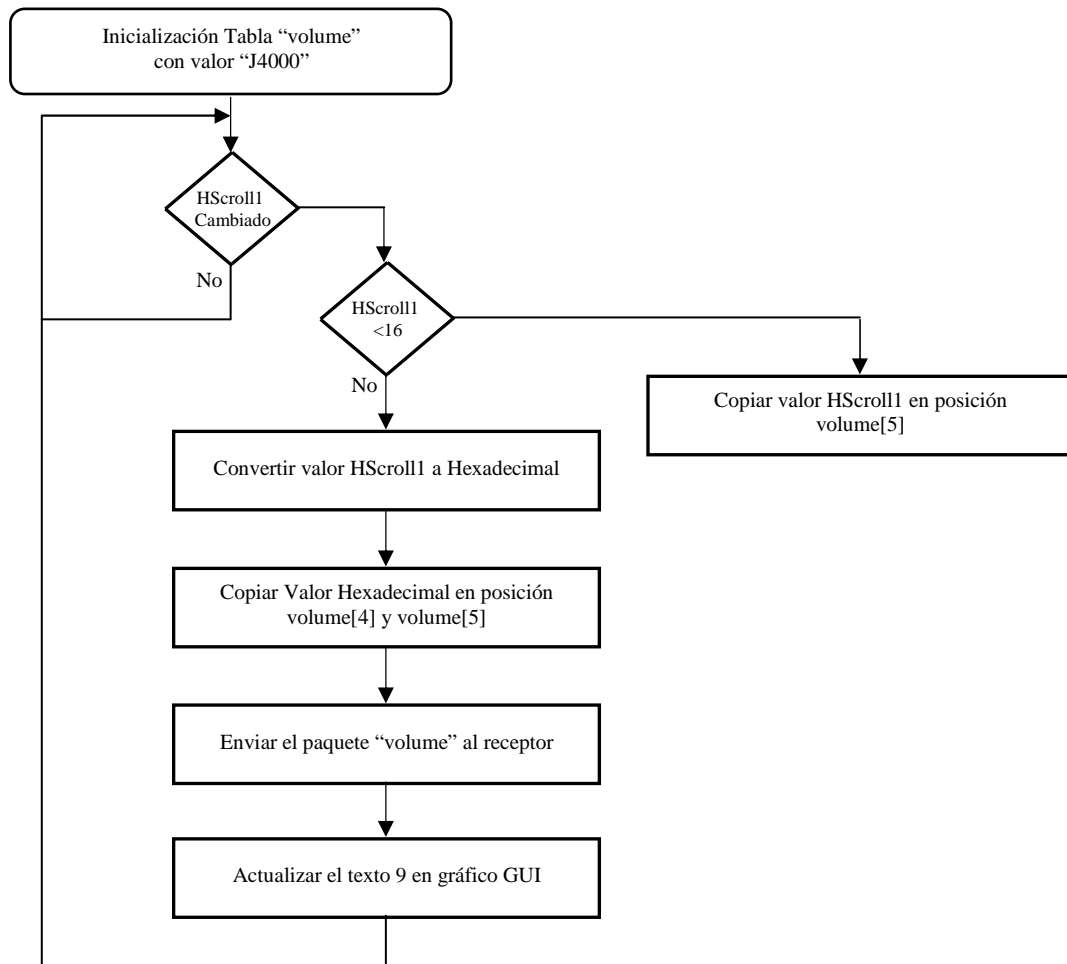 Inicialización Tabla “volume”
con valor “J4000”
HScroll1
Cambiado
No
HScroll1
<16
No
Copiar valor HScroll1 en posición
volume[5]
Convertir valor HScroll1 a Hexadecimal
Copiar Valor Hexadecimal en posición
volume[4] y volume[5]
Enviar el paquete “volume” al receptor
Actualizar el texto 9 en gráfico GUI